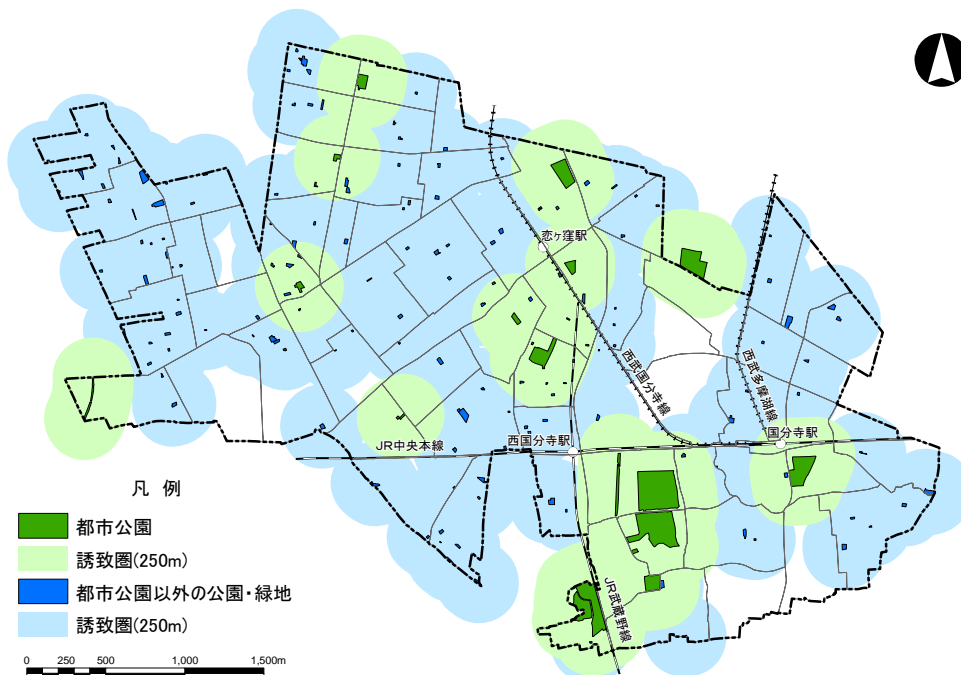 恋ヶ窪駅
西武国分寺線
西武多摩湖線
国分寺駅
西国分寺駅
JR中央本線
JR武蔵野線
凡 例
都市公園
誘致圏(250m)
都市公園以外の公園・緑地
誘致圏(250m)
0 250 500 1,000 1,500m